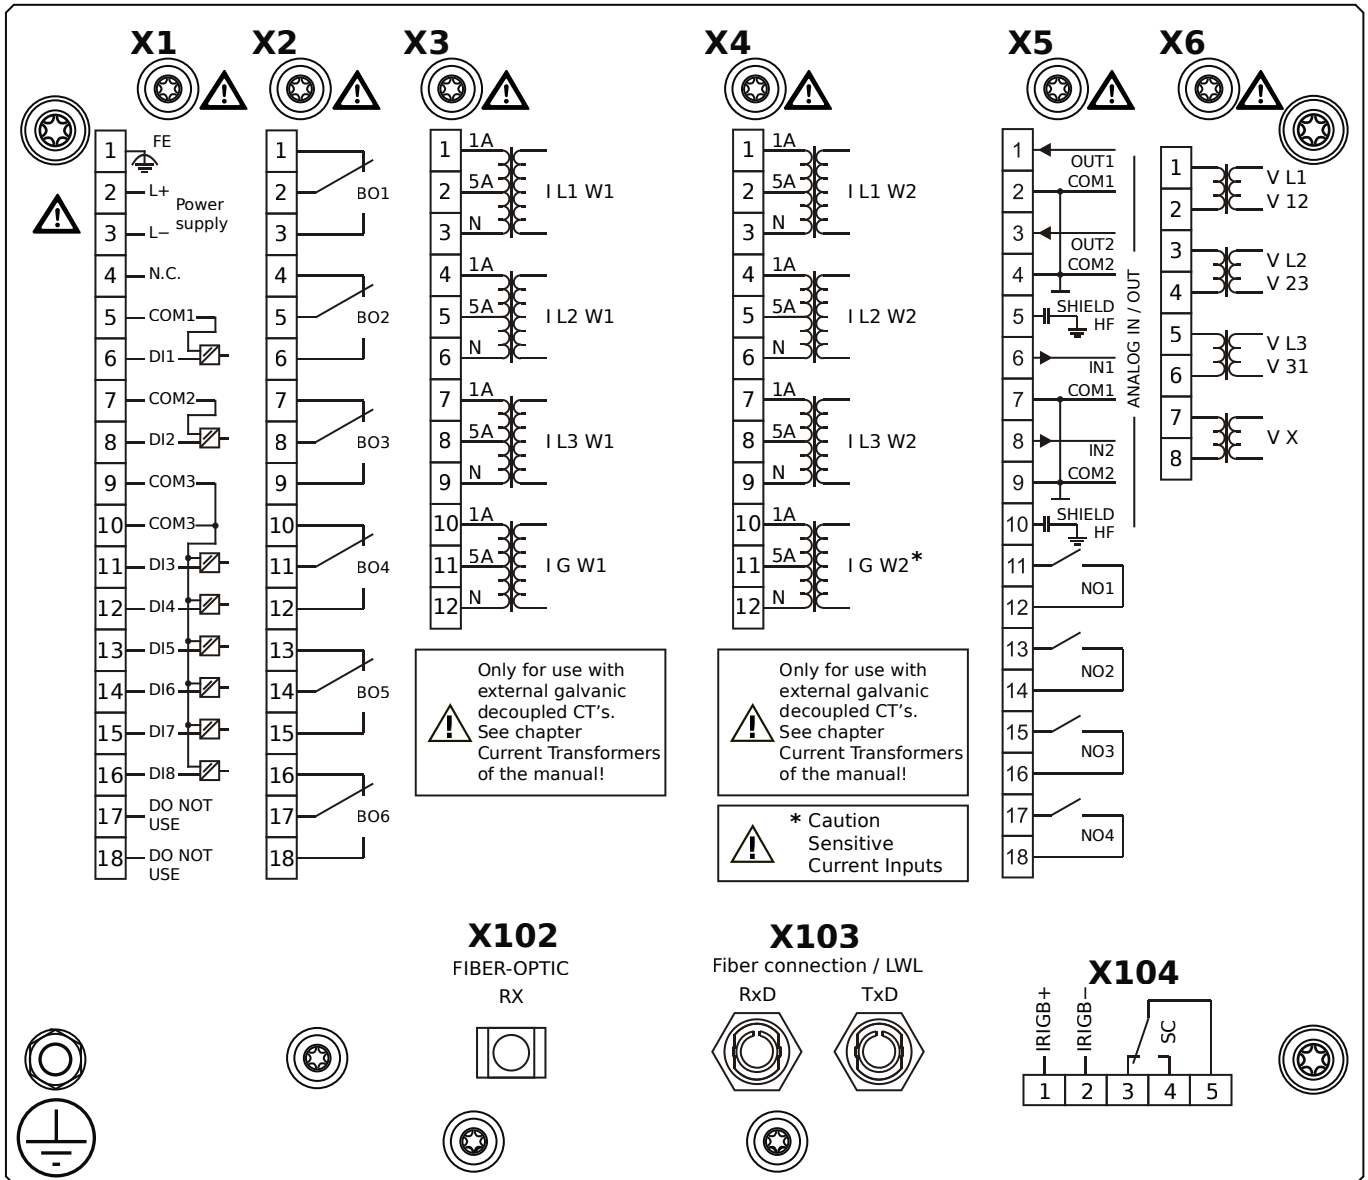 X1
X2
X3
X4
X5
X6
1 FE
2 L+
Power
supply
3 L−
4 N.C.
5 COM1
6 DI1
7 COM2
8 DI2
9 COM3
10 COM3
11 DI3
12 DI4
13 DI5
14 DI6
15 DI7
16 DI8
17 DO NOT
USE
18 DO NOT
USE
1
2 BO1
3
4
5 BO2
6
7
8 BO3
9
10
11 BO4
12
13
14 BO5
15
16
17 BO6
18
1 1A
2 5A I L1 W1
3 N
4 1A
5 5A I L2 W1
6 N
7 1A
8 5A I L3 W1
9 N
10 1A
11 5A I G W1
12 N
Only for use with
external galvanic
decoupled CT's.
See chapter
Current Transformers
of the manual!
1 1A
2 5A I L1 W2
3 N
4 1A
5 5A I L2 W2
6 N
7 1A
8 5A I L3 W2
9 N
10 1A
11 5A I G W2*
12 N
Only for use with
external galvanic
decoupled CT's.
See chapter
Current Transformers
of the manual!
* Caution
Sensitive
Current Inputs
1
OUT1
2 COM1
3
OUT2
4 COM2
5 SHIELD
HF
6
IN1
7 COM1
8
IN2
9 COM2
10 SHIELD
HF
ANALOG IN / OUT
11
NO1
12
13
NO2
14
15
NO3
16
17
NO4
18
1
V L1
2 V 12
3
V L2
4 V 23
5
V L3
6 V 31
7
V X
8
X102
FIBER-OPTIC
RX
X103
Fiber connection / LWL
RxD TxD
X104
IRIGB+
IRIGB−
SC
1 2 3 4 5